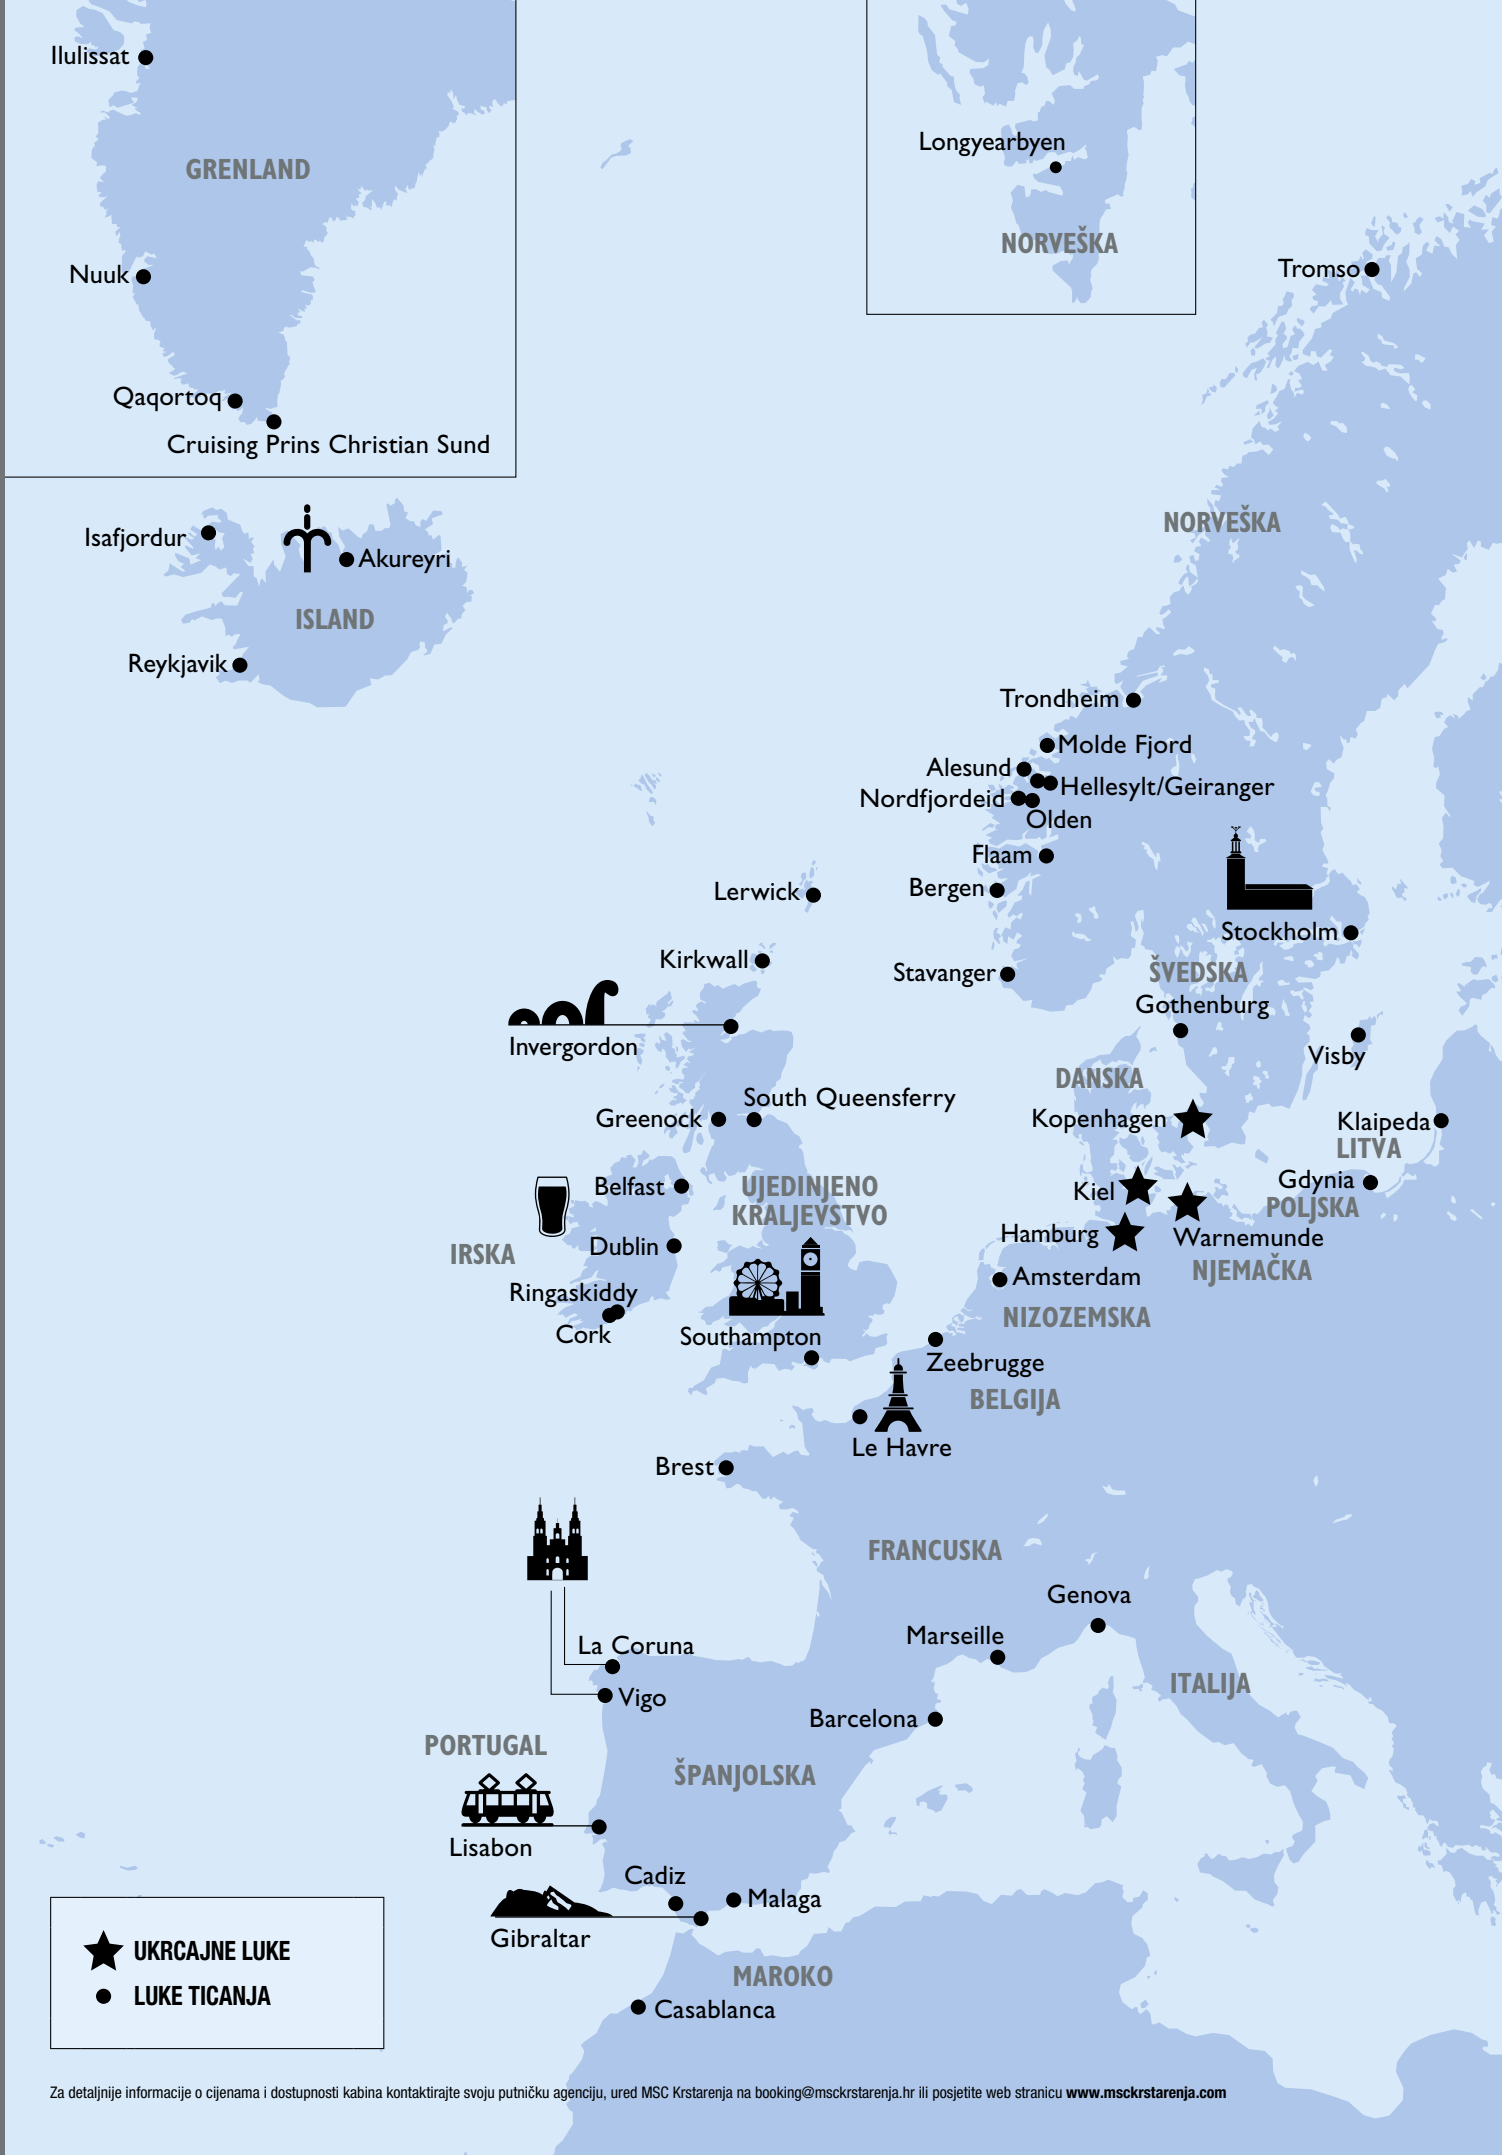 Ilulissat
GRENLAND
Nuuk
Qaqortoq
Cruising Prins Christian Sund
Longyearbyen
NORVEŠKA
Tromso
Isafjordur
Akureyri
ISLAND
Reykjavik
NORVEŠKA
Trondheim
Molde Fjord
Alesund
Hellesylt/Geiranger
Nordfjordeid
Olden
Flaam
Bergen
Lerwick
Stockholm
Kirkwall
Stavanger
ŠVEDSKA
Gothenburg
Invergordon
Visby
DANSKA
South Queensferry
Greenock
Kopenhagen
Klaipeda
LITVA
Belfast
UJEDINJENO
KRALJEVSTVO
Kiel
Gdynia
POLJSKA
Hamburg
Warnemunde
IRSKA
Dublin
NJEMAČKA
Amsterdam
Ringaskiddy
Cork
NIZOZEMSKA
Southampton
Zeebrugge
BELGIJA
Le Havre
Brest
FRANCUSKA
Genova
Marseille
La Coruna
Vigo
ITALIJA
Barcelona
PORTUGAL
ŠPANJOLSKA
Lisabon
Cadiz
Malaga
Gibraltar
MAROKO
Casablanca
UKRCAJNE LUKE
LUKE TICANJA
Za detaljnije informacije o cijenama i dostupnosti kabina kontaktirajte svoju putničku agenciju, ured MSC Krstarenja na booking@msckrstarenja.hr ili posjetite web stranicu www.msckrstarenja.com